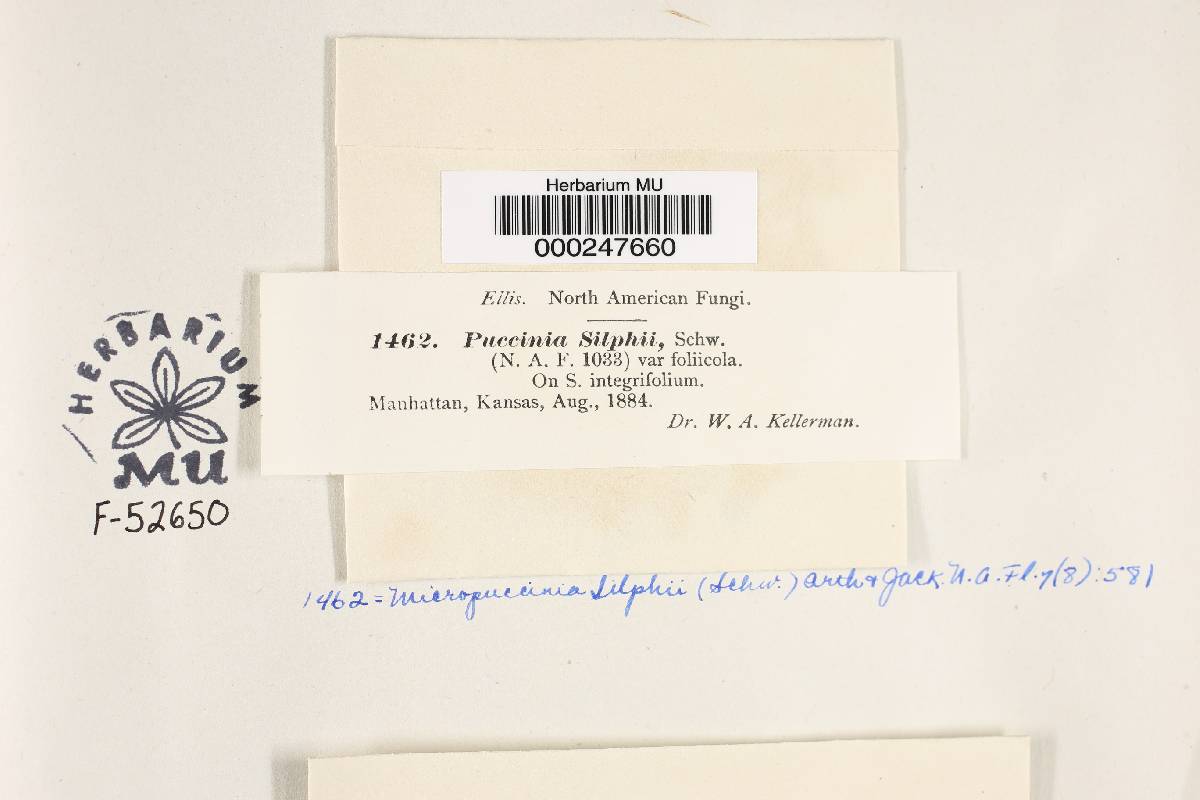 Herbarium MU
000247660
Ellis. North American Fungi.
1462. Puccinia Silphii, Schw.
(N. A. F. 1033) var foliicola.
On S. integrifolium.
Manhattan, Kansas, Aug., 1884.
Dr. W. A. Kellerman.
HERBARIUM
MU
F-52650
1462 = Micropuccinia Silphii (Schw.) Arth & Jack. N. A. Fl. 7(8):581